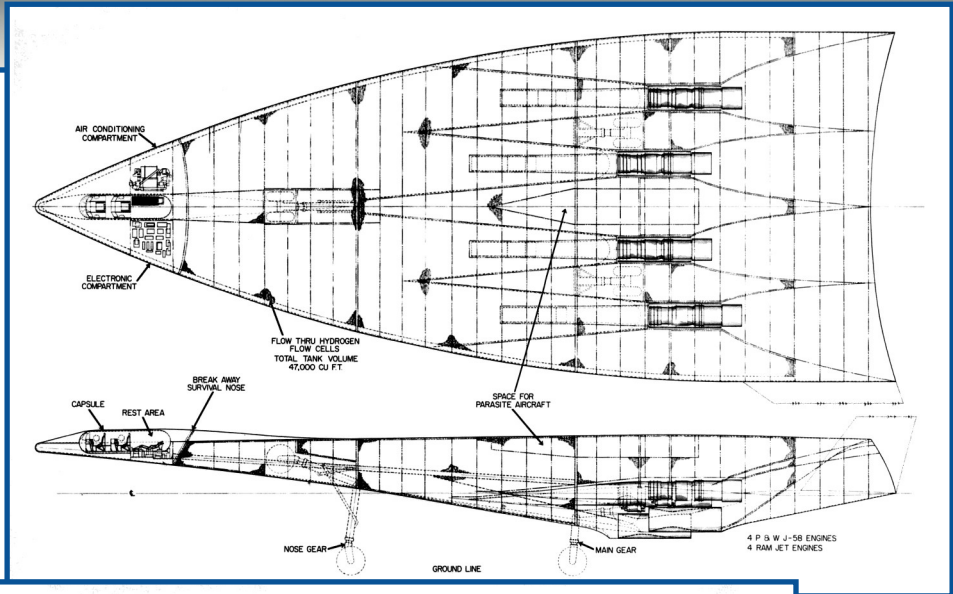 AIR CONDITIONING
COMPARTMENT
ELECTRONIC
COMPARTMENT
FLOW THRU HYDROGEN
FLOW CELLS
TOTAL TANK VOLUME
47,000 CU F.T.
SPACE FOR
PARASITE AIRCRAFT
BREAK AWAY
SURVIVAL NOSE
CAPSULE
REST AREA
NOSE GEAR
MAIN GEAR
GROUND LINE
4 P & W J-58 ENGINES
4 RAM JET ENGINES